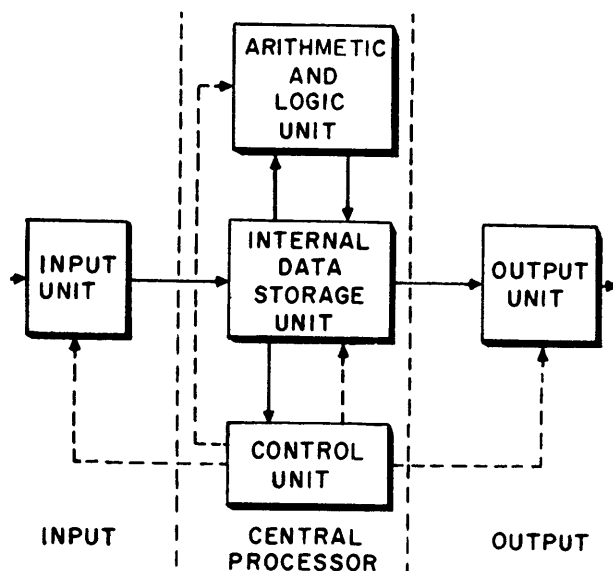 ARITHMETIC
AND
LOGIC
UNIT
INPUT
UNIT
INTERNAL
DATA
STORAGE
UNIT
OUTPUT
UNIT
CONTROL
UNIT
INPUT
CENTRAL
PROCESSOR
OUTPUT